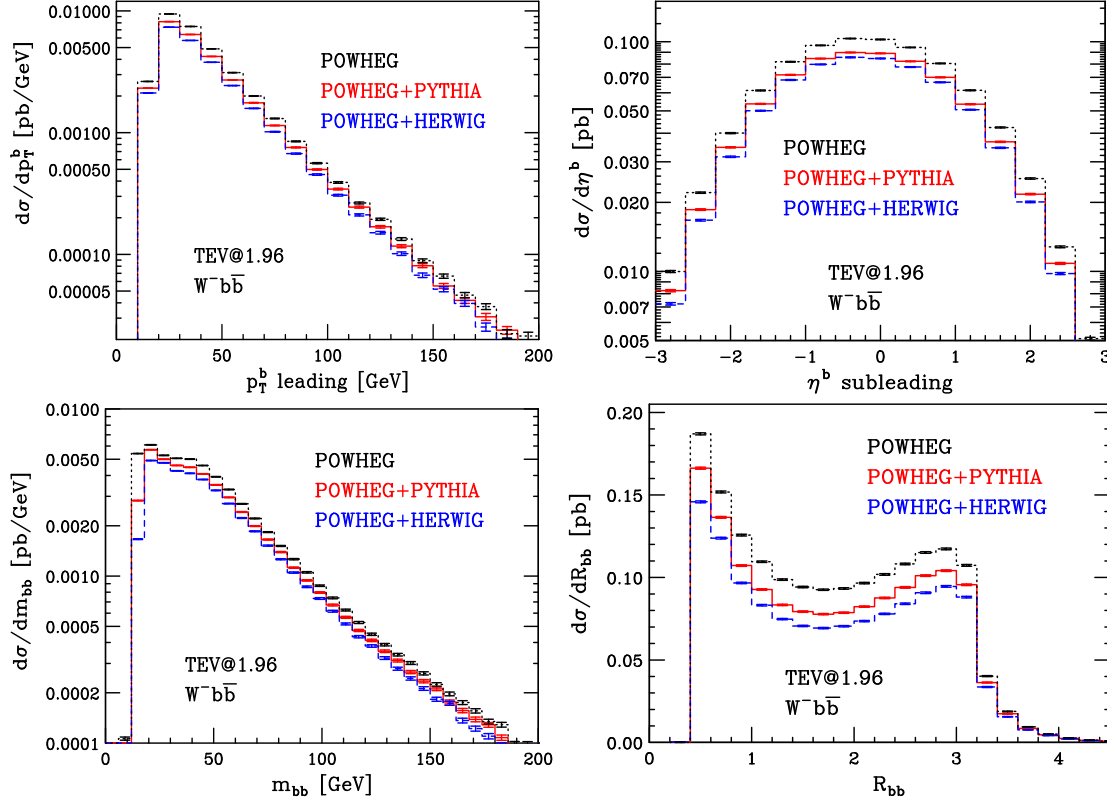 dσ/dp_T^b [pb/GeV]
0.01000
0.00500
0.00100
0.00050
0.00010
0.00005
POWHEG
POWHEG+PYTHIA
POWHEG+HERWIG
TEV@1.96
W⁻bb̅
0 50 100 150 200
p_T^b leading [GeV]
dσ/dη^b [pb]
0.100
0.070
0.050
0.030
0.020
0.010
0.007
0.005
POWHEG
POWHEG+PYTHIA
POWHEG+HERWIG
TEV@1.96
W⁻bb̅
−3 −2 −1 0 1 2 3
η^b subleading
dσ/dm_bb [pb/GeV]
0.0100
0.0050
0.0020
0.0010
0.0005
0.0002
0.0001
POWHEG
POWHEG+PYTHIA
POWHEG+HERWIG
TEV@1.96
W⁻bb̅
0 50 100 150 200
m_bb [GeV]
dσ/dR_bb [pb]
0.20
0.15
0.10
0.05
0.00
POWHEG
POWHEG+PYTHIA
POWHEG+HERWIG
TEV@1.96
W⁻bb̅
0 1 2 3 4
R_bb